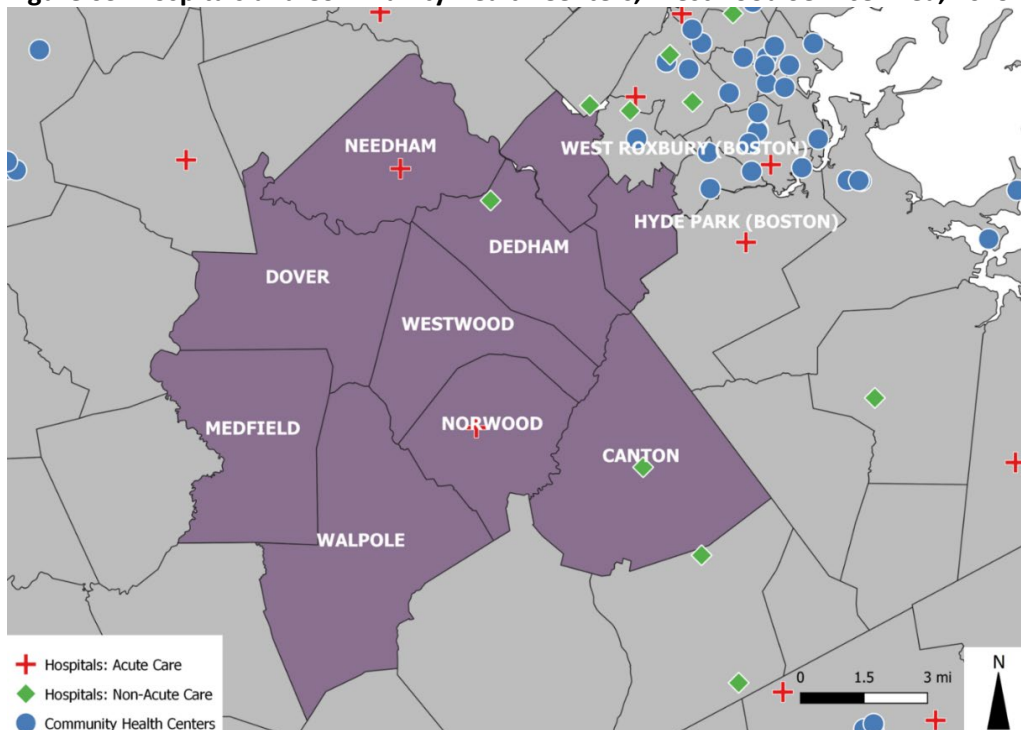 NEEDHAM
WEST ROXBURY (BOSTON)
HYDE PARK (BOSTON)
DEDHAM
DOVER
WESTWOOD
MEDFIELD
NORWOOD
CANTON
WALPOLE
Hospitals: Acute Care
Hospitals: Non-Acute Care
Community Health Centers
0 1.5 3 mi
N